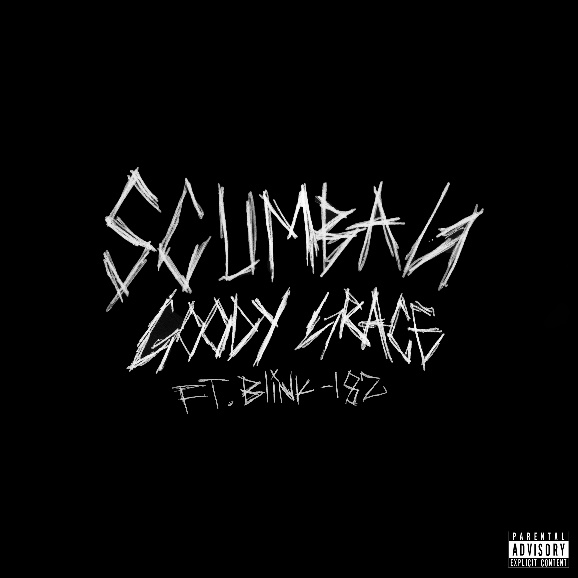 SCUMBAG
GOODY GRACE
FT. BLiNK-182
PARENTAL
ADVISORY
EXPLICIT CONTENT